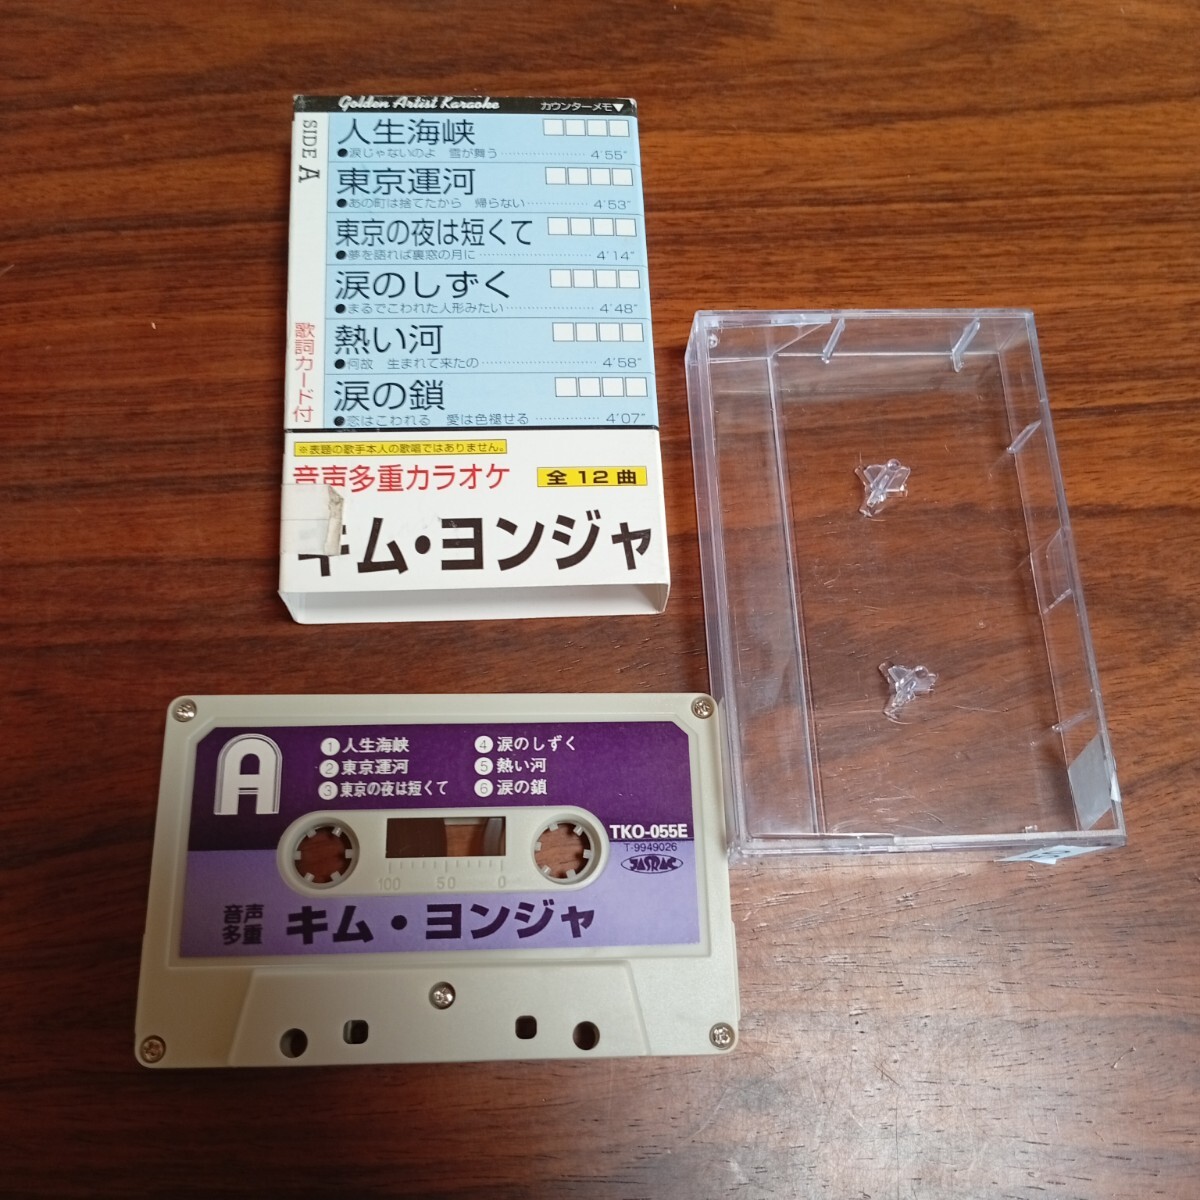 Golden Artist Karaoke
カウンターメモ▼
SIDE A
人生海峡
●涙じゃないのよ 雪が舞う 4'55"
東京運河
●あの町は捨てたから 帰らない 4'53"
東京の夜は短くて
●夢を語れば裏窓の月に 4'14"
涙のしずく
●まるでこわれた人形みたい 4'48"
熱い河
●何故 生まれて来たの 4'58"
涙の鎖
●恋はこわれる 愛は色褪せる 4'07"
歌詞カード付
※表題の歌手本人の歌唱ではありません。
音声多重カラオケ
全12曲
キム・ヨンジャ
A
①人生海峡
②東京運河
③東京の夜は短くて
④涙のしずく
⑤熱い河
⑥涙の鎖
TKO-055E
T-9949026
JASRAC
100 50 0
音声多重
キム・ヨンジャ